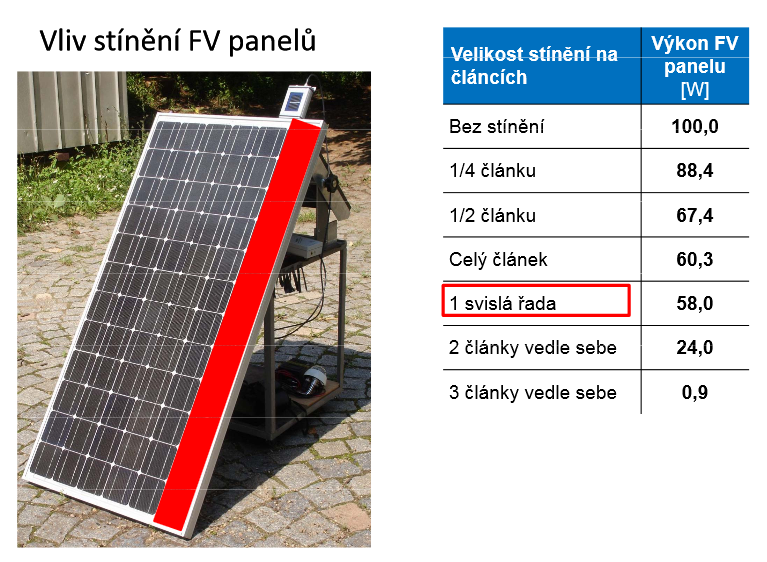 Vliv stínění FV panelů
Velikost stínění na
článcích
Výkon FV
panelu
[W]
Bez stínění 100,0
1/4 článku 88,4
1/2 článku 67,4
Celý článek 60,3
1 svislá řada 58,0
2 články vedle sebe 24,0
3 články vedle sebe 0,9